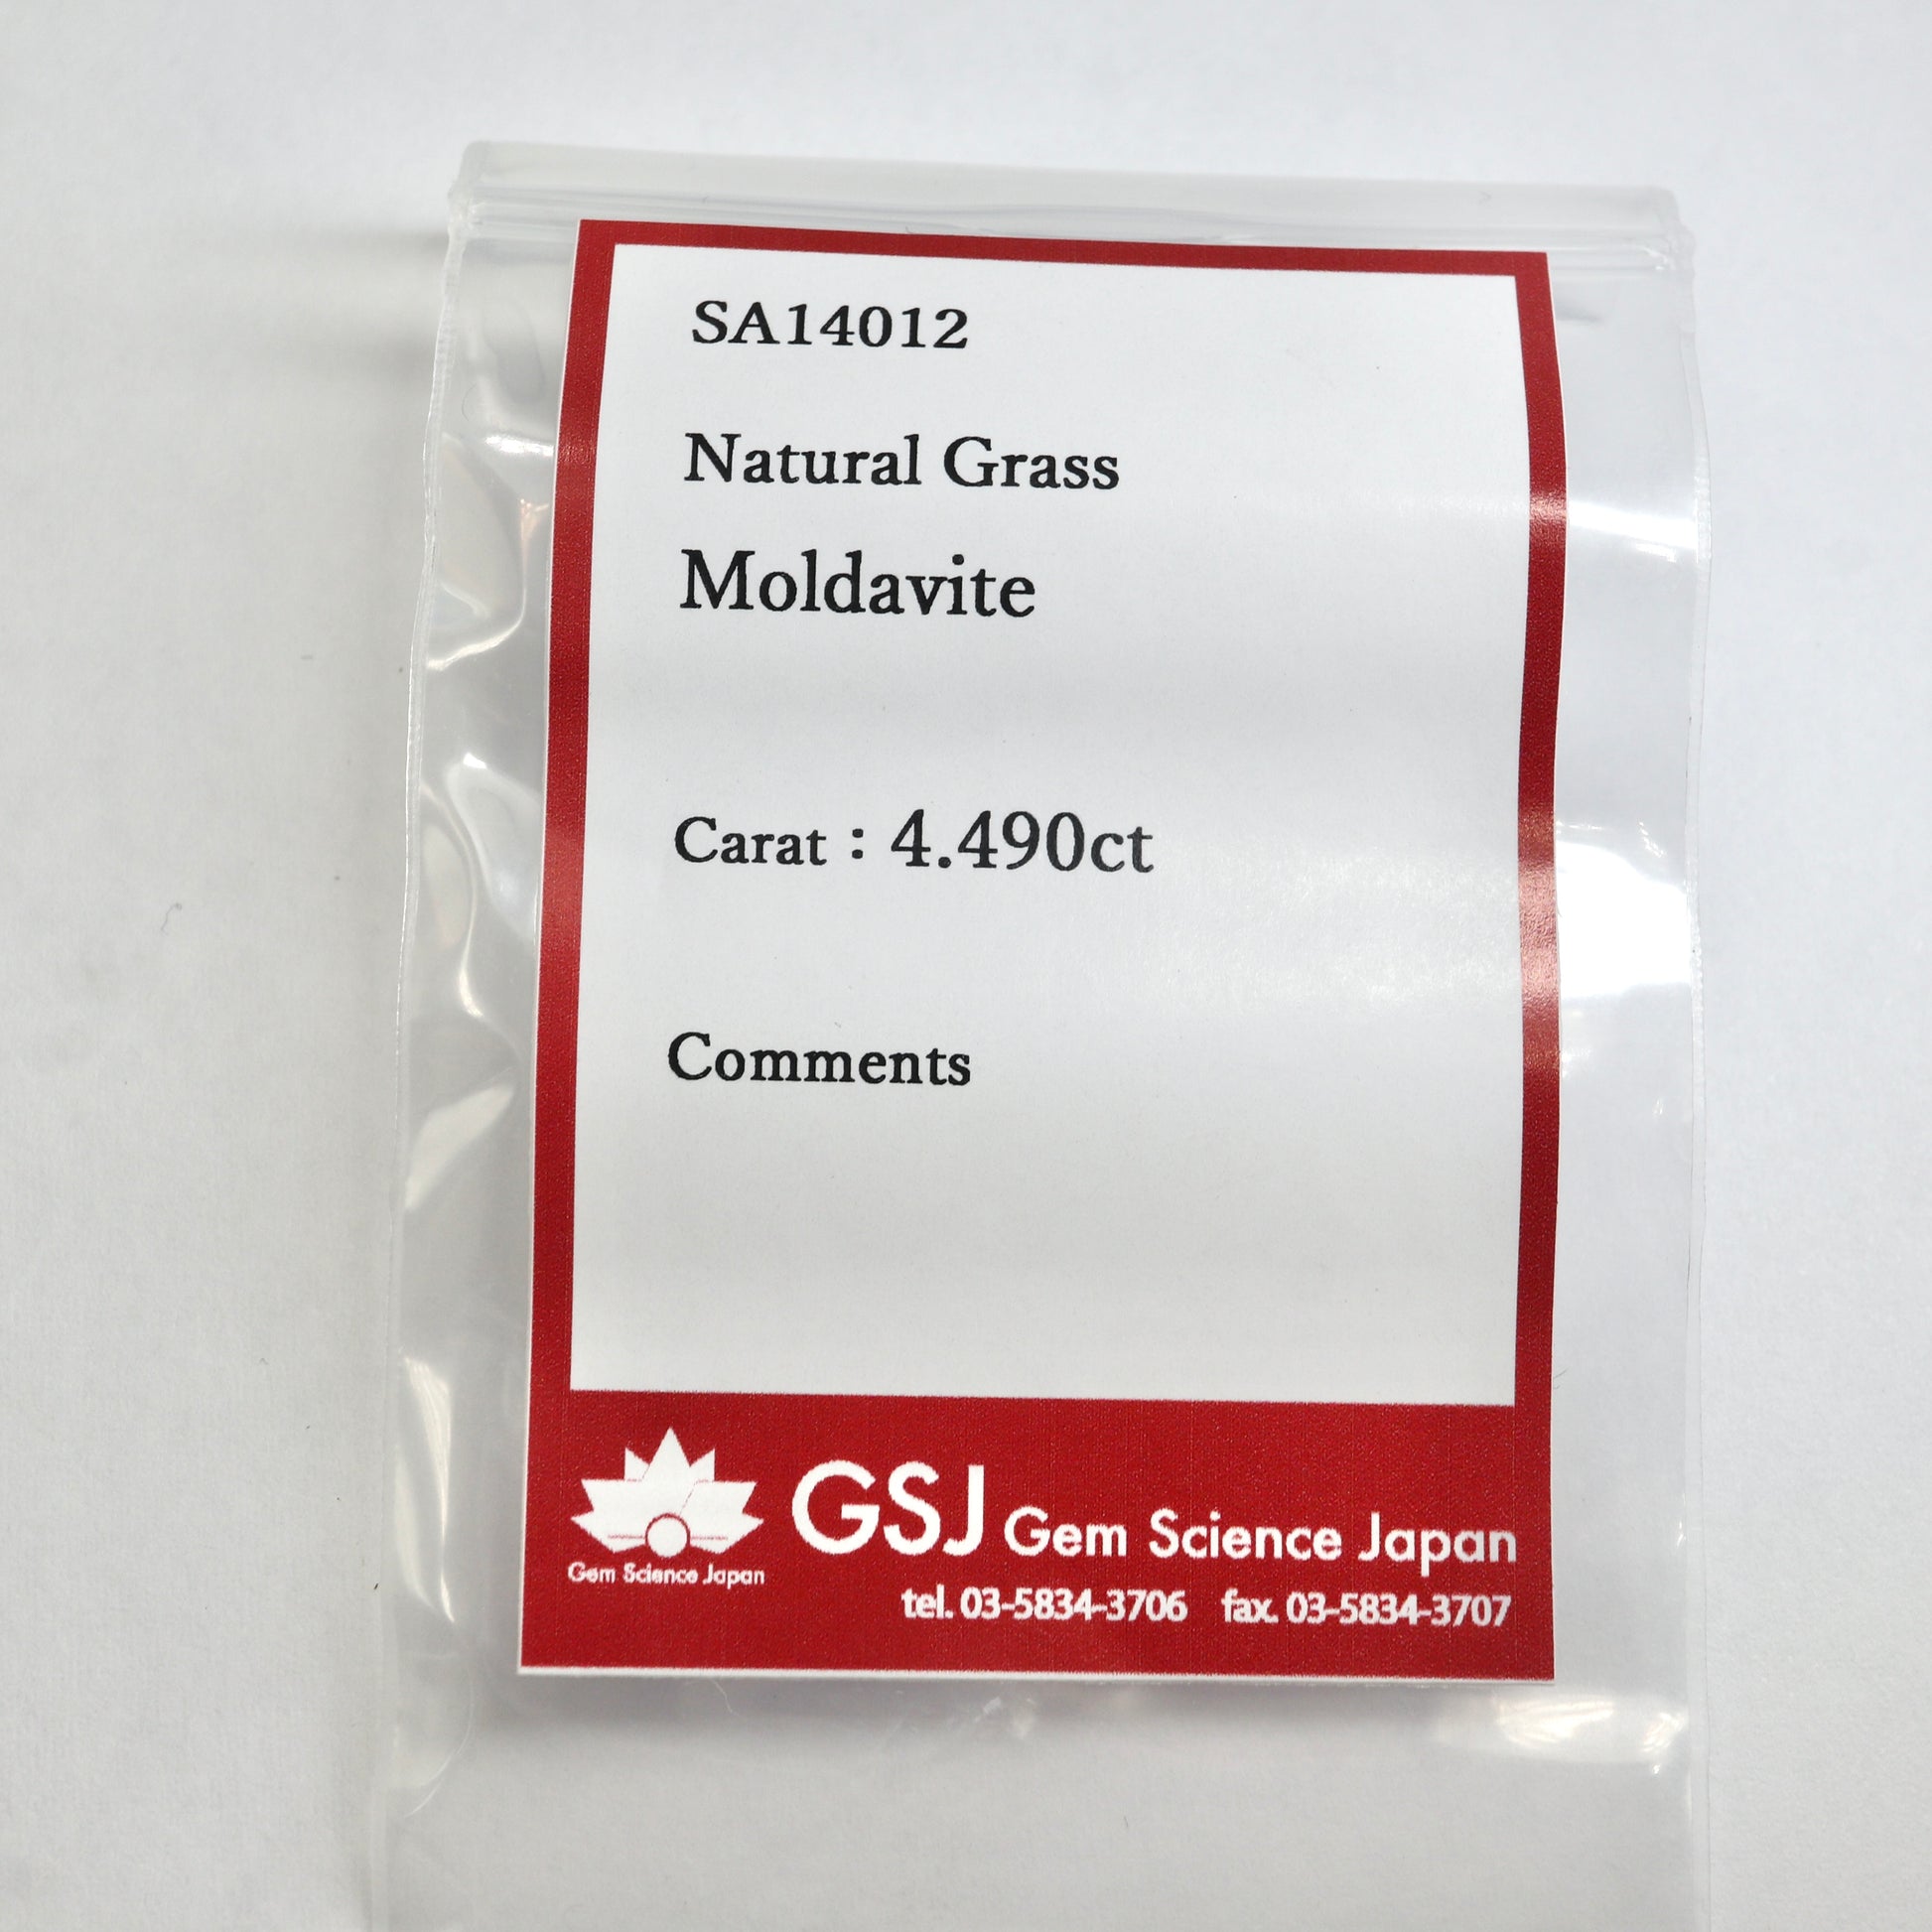 SA14012
Natural Grass
Moldavite
Carat : 4.490ct
Comments
GSJ Gem Science Japan
Gem Science Japan
tel. 03-5834-3706 fax. 03-5834-3707